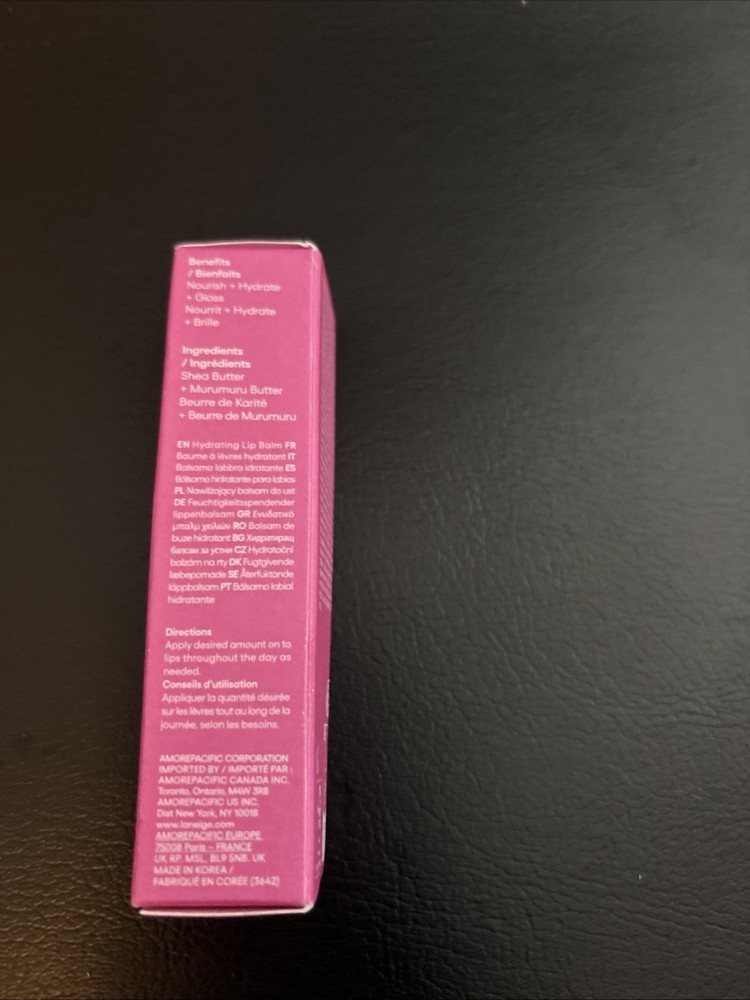 Benefits
/ Bienfaits
Nourish + Hydrate
+ Gloss
Nourrit + Hydrate
+ Brille
Ingredients
/ Ingrédients
Shea Butter
+ Murumuru Butter
Beurre de Karité
+ Beurre de Murumuru
EN Hydrating Lip Balm FR
Baume à lèvres hydratant IT
Balsamo labbra idratante ES
Bálsamo hidratante para labios
PL Nawilżający balsam do ust
DE Feuchtigkeitsspendender
lippenbalsam GR Ενυδατικό
μπαλμ χειλιών RO Balsam de
buze hidratant BG Хидратиращ
балсам за устни CZ Hydratační
balzám na rty DK Fugtgivende
læbepomade SE Återfuktande
läppbalsam PT Bálsamo labial
hidratante
Directions
Apply desired amount on to
lips throughout the day as
needed.
Conseils d'utilisation
Appliquer la quantité désirée
sur les lèvres tout au long de la
journée, selon les besoins.
AMOREPACIFIC CORPORATION
IMPORTED BY / IMPORTÉ PAR :
AMOREPACIFIC CANADA INC.
Toronto, Ontario, M4W 3R8
AMOREPACIFIC US INC.
Dist New York, NY 10018
www.laneige.com
AMOREPACIFIC EUROPE
75008 Paris – FRANCE
UK RP. MSL, BL9 5NB. UK
MADE IN KOREA /
FABRIQUÉ EN CORÉE (3642)